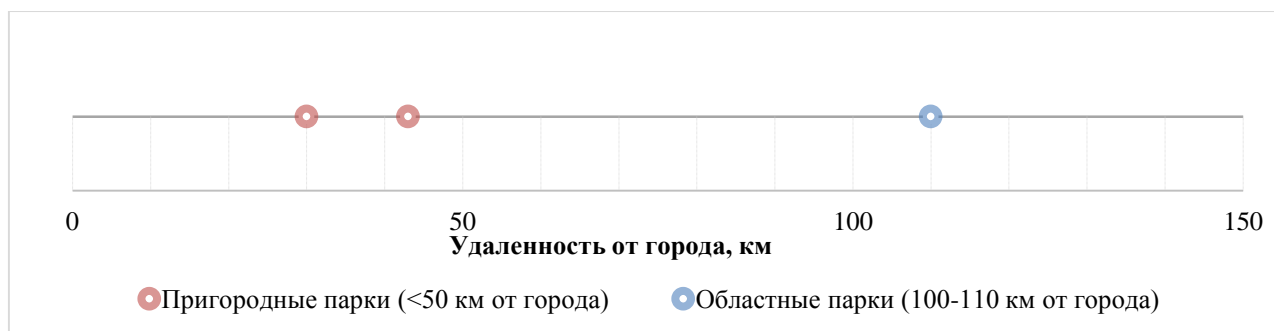 0 50 100 150
Удаленность от города, км
Пригородные парки (<50 км от города) Областные парки (100-110 км от города)